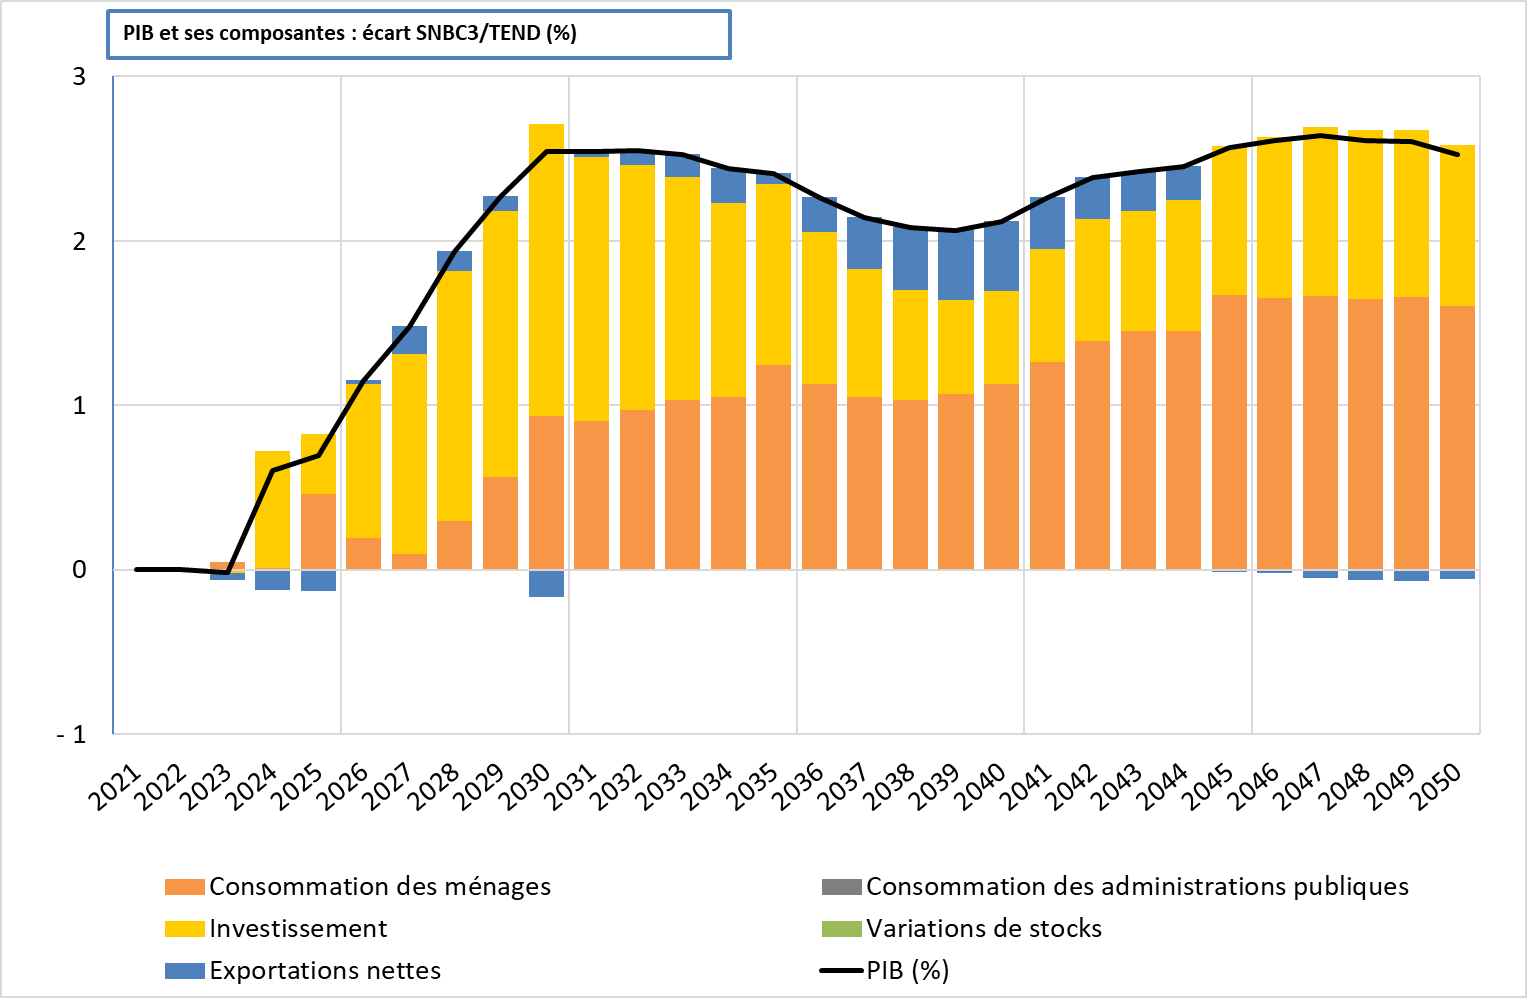 PIB et ses composantes : écart SNBC3/TEND (%)
3
2
1
0
- 1
2021 2022 2023 2024 2025 2026 2027 2028 2029 2030 2031 2032 2033 2034 2035 2036 2037 2038 2039 2040 2041 2042 2043 2044 2045 2046 2047 2048 2049 2050
Consommation des ménages Consommation des administrations publiques
Investissement Variations de stocks
Exportations nettes PIB (%)